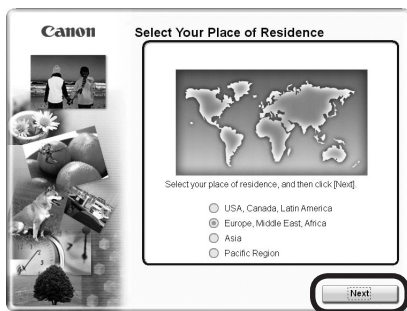 Canon
Select Your Place of Residence
Select your place of residence, and then click [Next].
USA, Canada, Latin America
Europe, Middle East, Africa
Asia
Pacific Region
Next